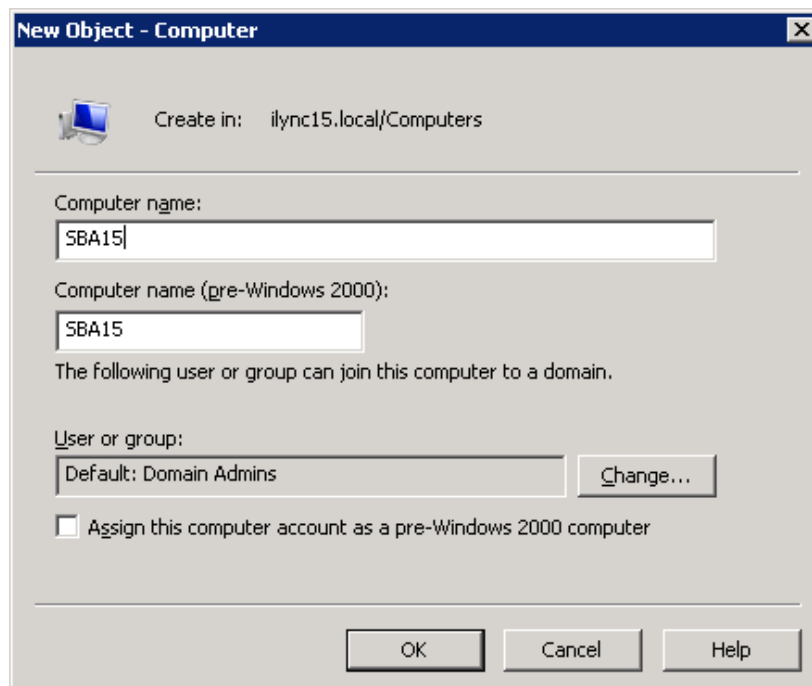 New Object - Computer
Create in: ilync15.local/Computers
Computer name:
SBA15
Computer name (pre-Windows 2000):
SBA15
The following user or group can join this computer to a domain.
User or group:
Default: Domain Admins
Change...
Assign this computer account as a pre-Windows 2000 computer
OK Cancel Help